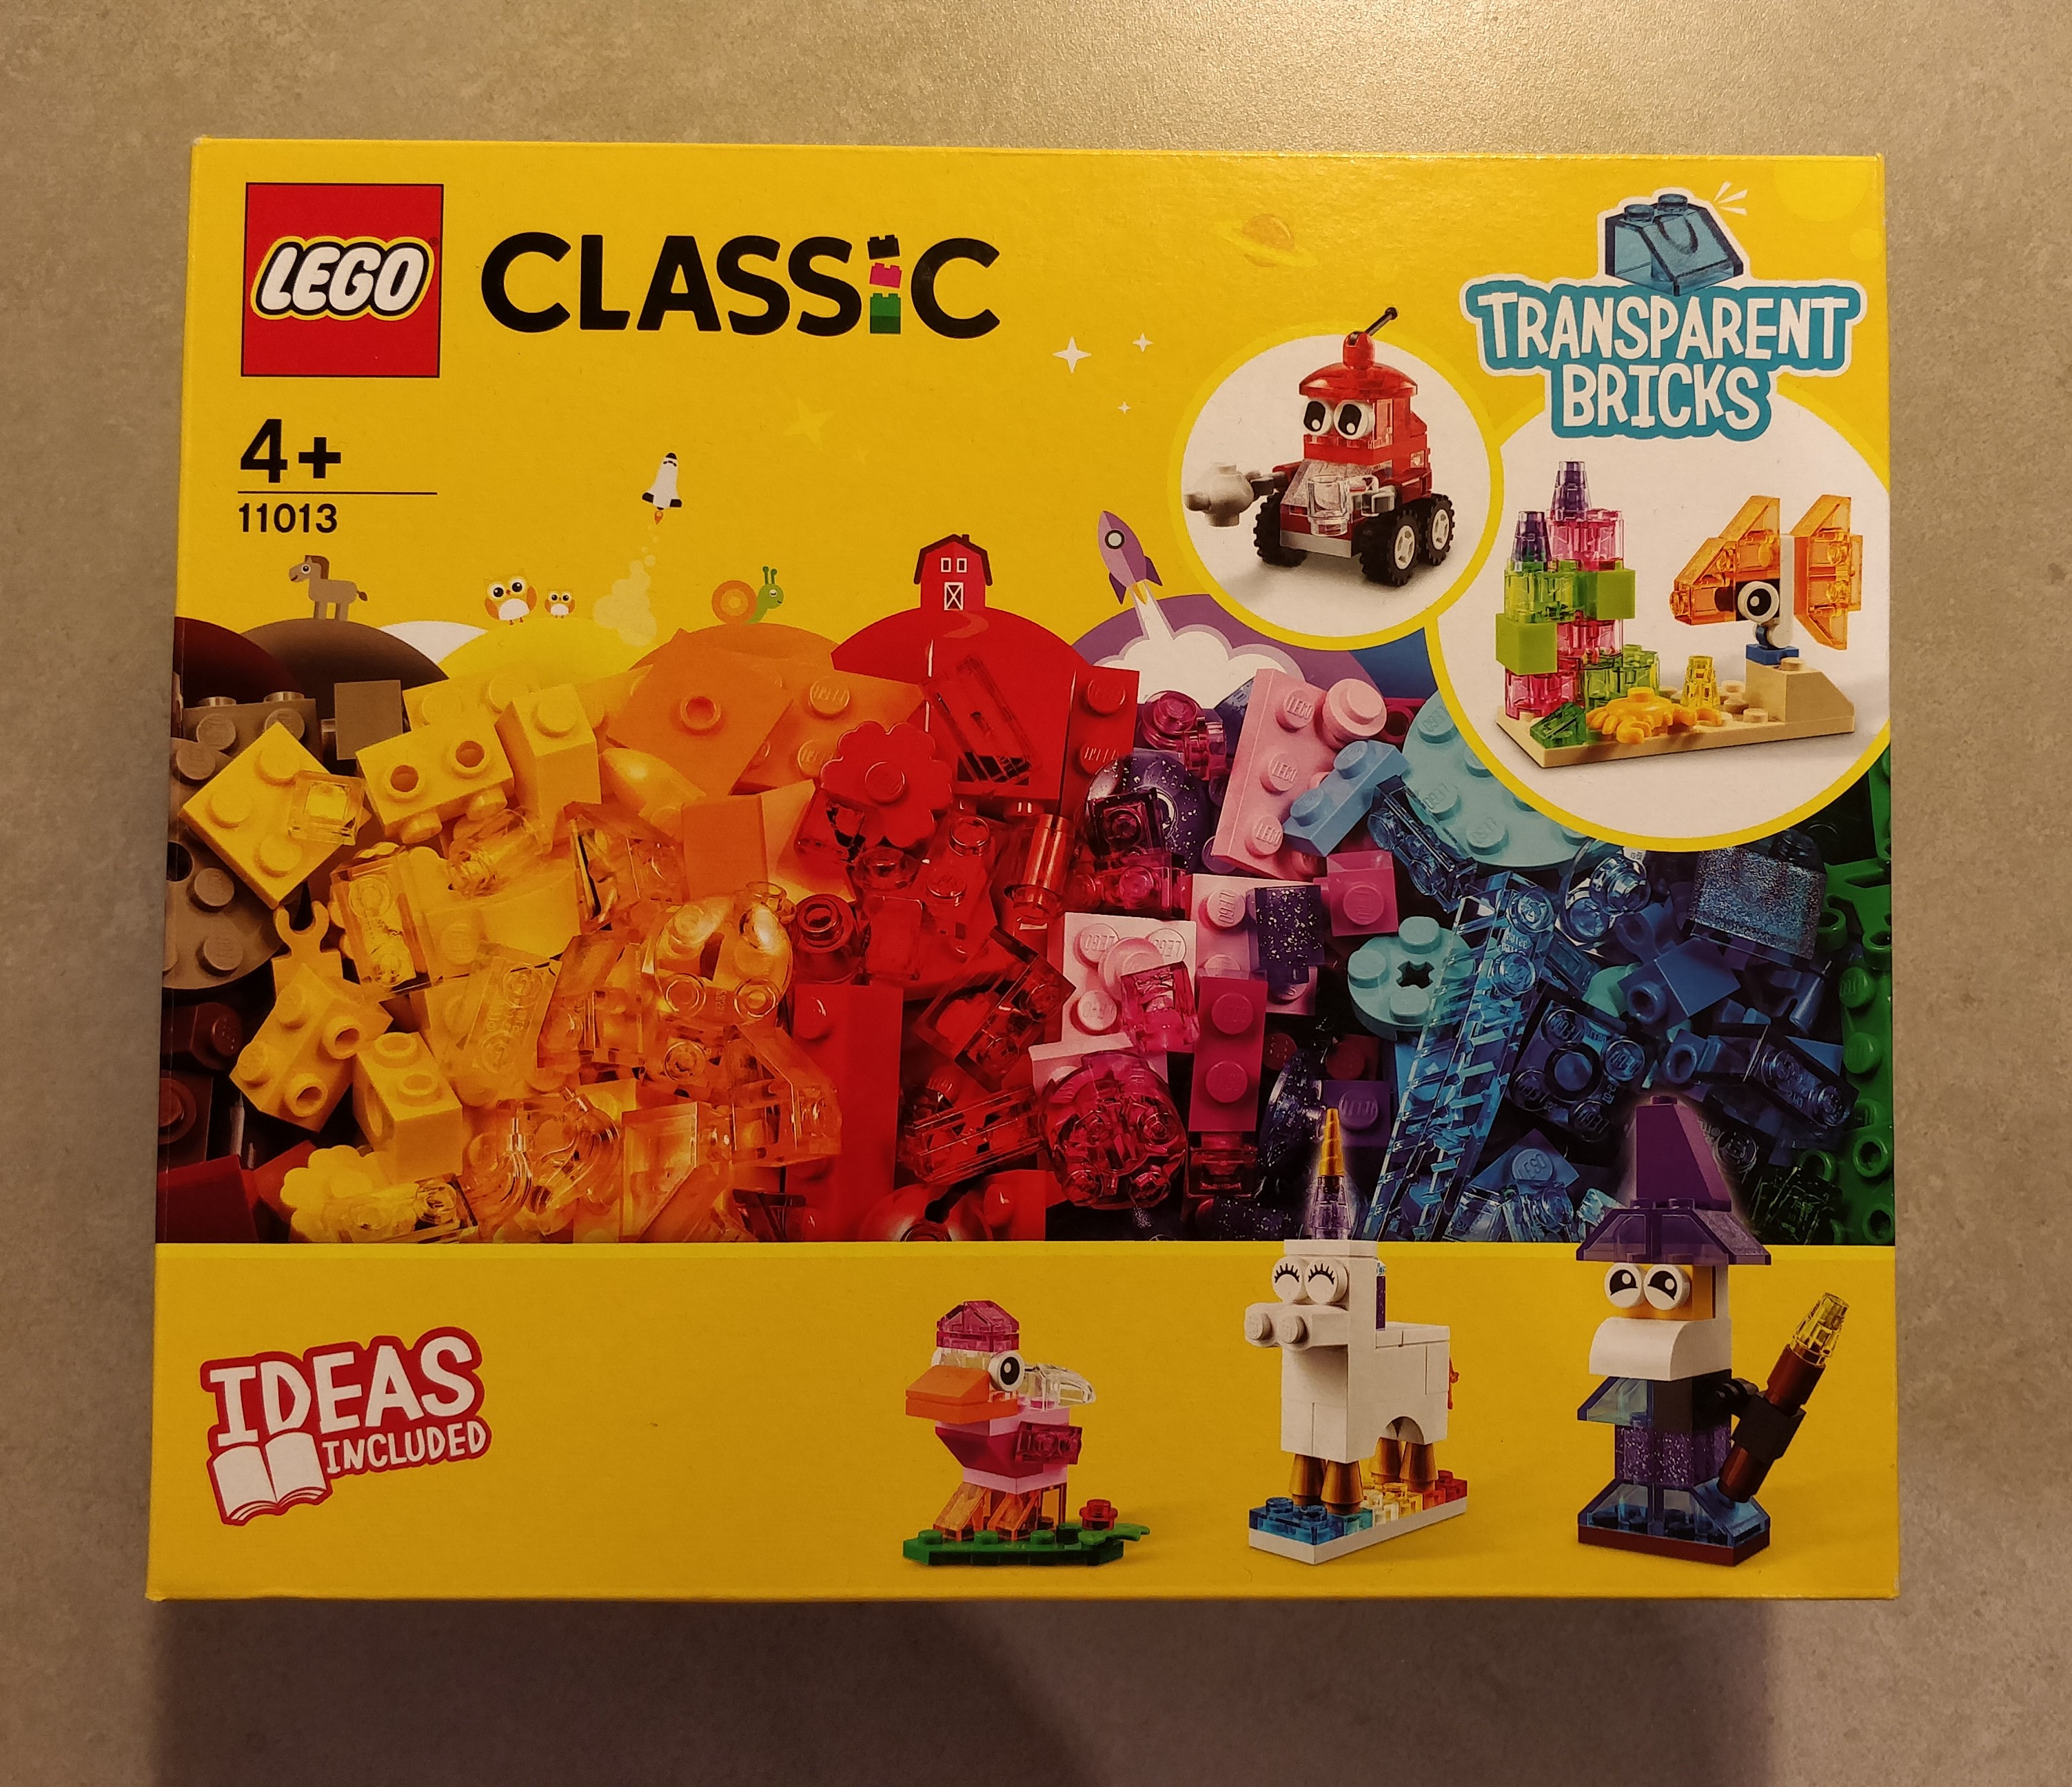 LEGO
CLASSiC
4+
11013
TRANSPARENT
BRICKS
IDEAS
INCLUDED